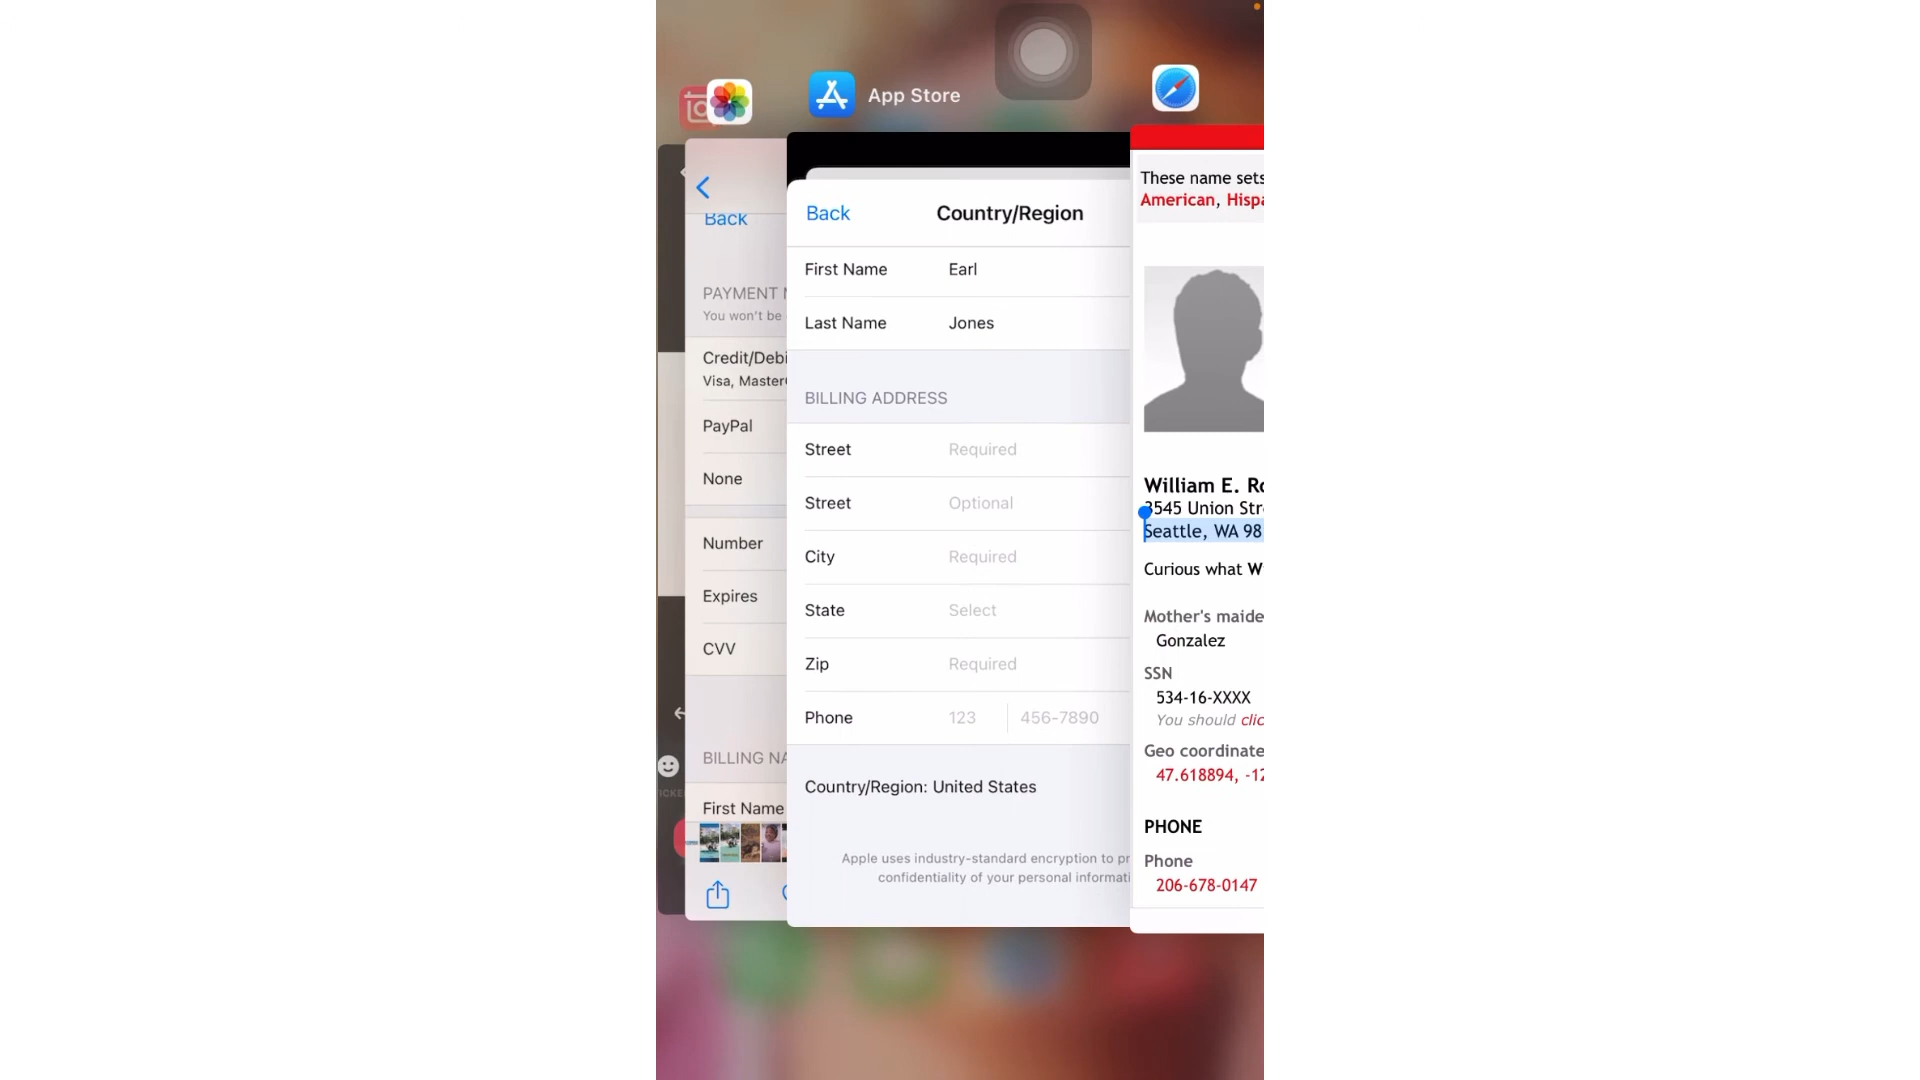 App Store
Back
PAYMENT
You won't be
Credit/Debi
Visa, Master
PayPal
None
Number
Expires
CVV
BILLING NA
First Name
Back
Country/Region
First Name Earl
Last Name Jones
BILLING ADDRESS
Street Required
Street Optional
City Required
State Select
Zip Required
Phone 123 456-7890
Country/Region: United States
Apple uses industry-standard encryption to pr
confidentiality of your personal informati
These name sets
American, Hispa
William E. Ro
3545 Union Stre
Seattle, WA 98
Curious what W
Mother's maide
Gonzalez
SSN
534-16-XXXX
You should clic
Geo coordinate
47.618894, -12
PHONE
Phone
206-678-0147